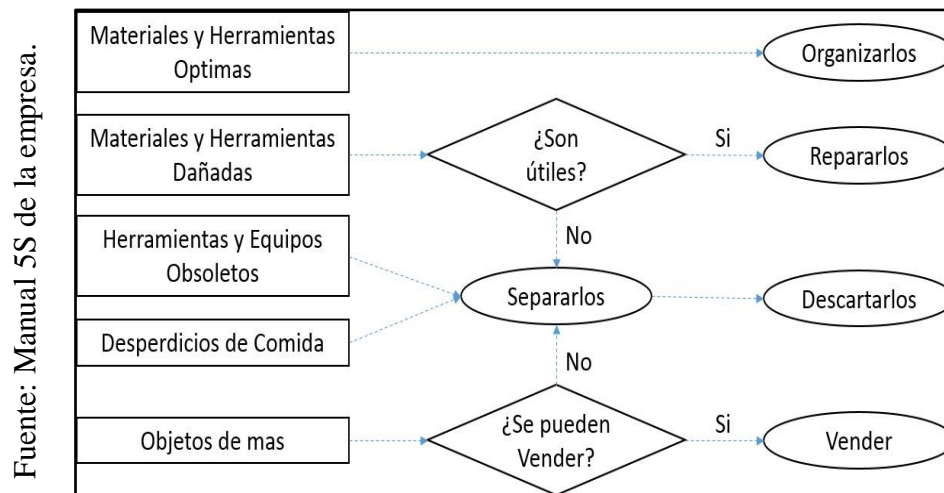 Fuente: Manual 5S de la empresa.
Materiales y Herramientas
Optimas
Organizarlos
Materiales y Herramientas
Dañadas
¿Son
útiles?
Si
Repararlos
No
Herramientas y Equipos
Obsoletos
Separarlos
Descartarlos
Desperdicios de Comida
No
Objetos de mas
¿Se pueden
Vender?
Si
Vender